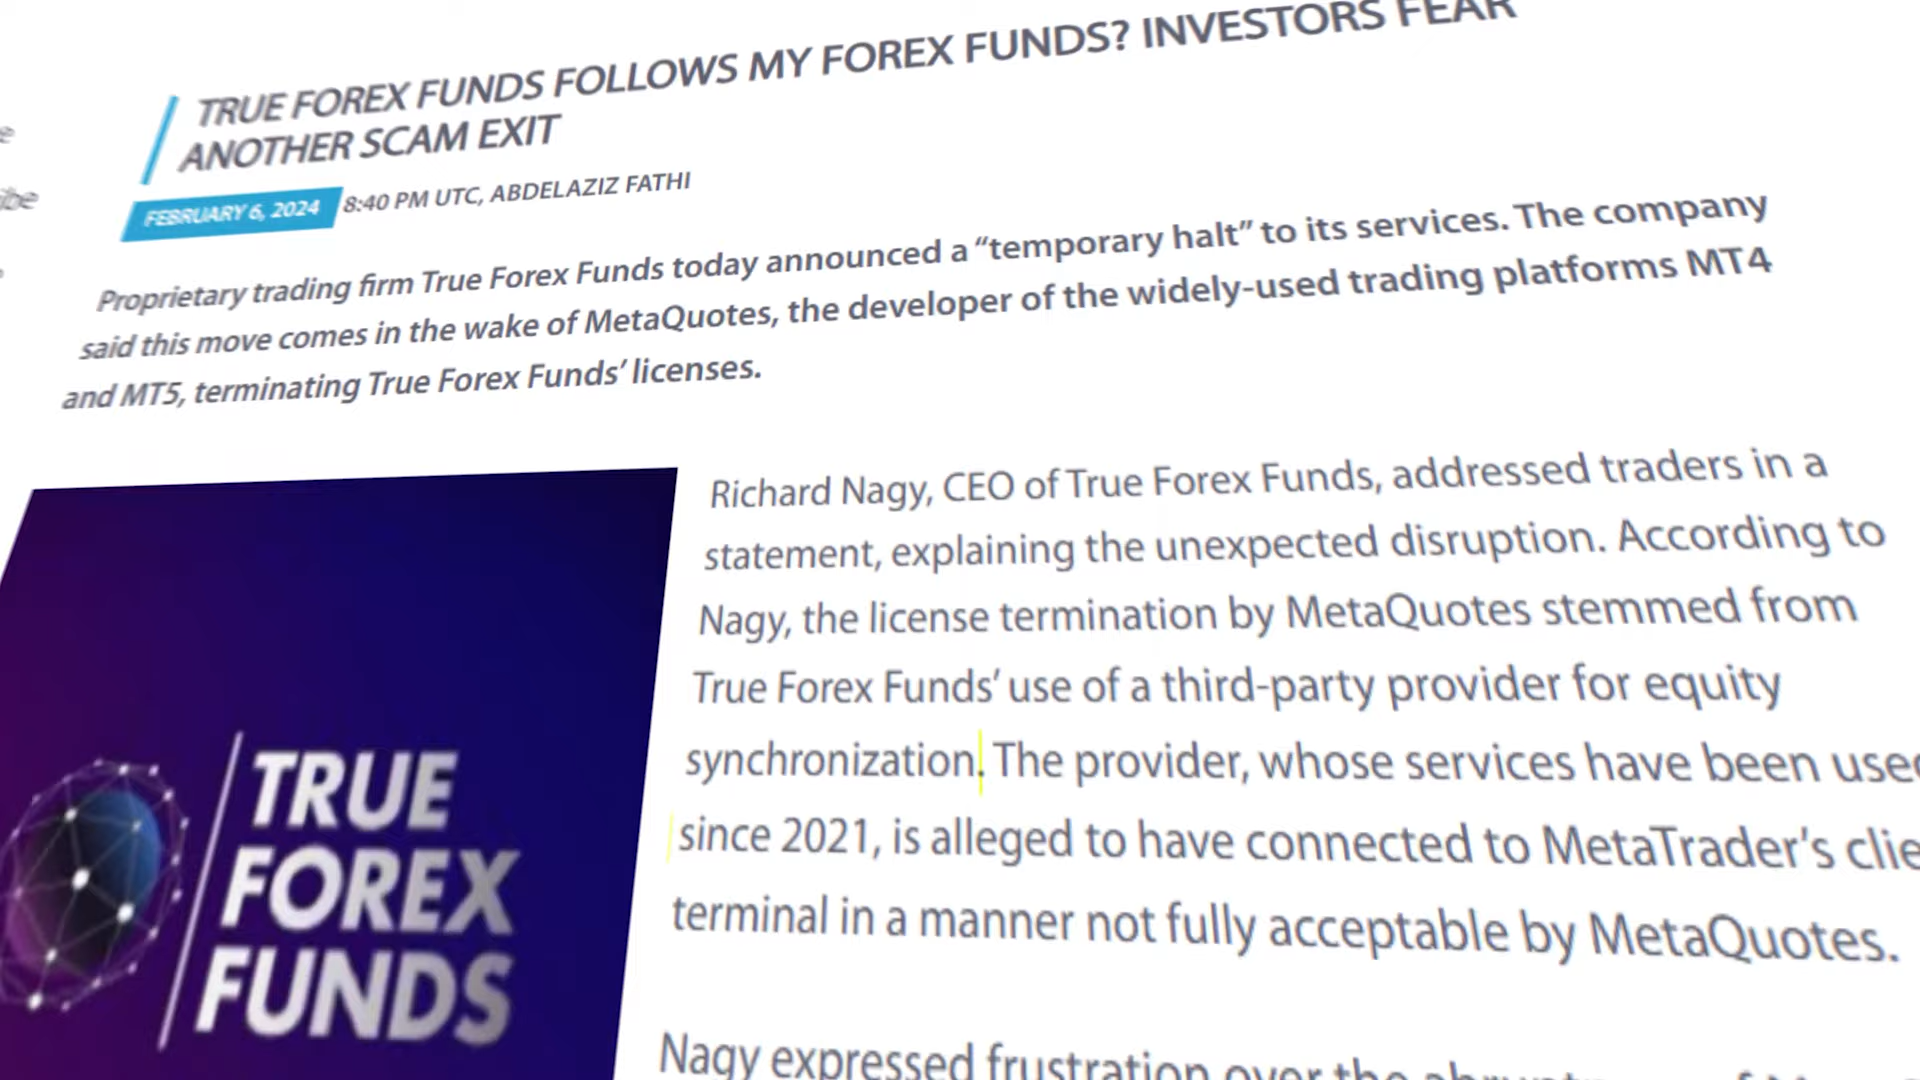 TRUE FOREX FUNDS FOLLOWS MY FOREX FUNDS? INVESTORS FEAR
ANOTHER SCAM EXIT
FEBRUARY 6, 2024 8:40 PM UTC, ABDELAZIZ FATHI
Proprietary trading firm True Forex Funds today announced a “temporary halt” to its services. The company
said this move comes in the wake of MetaQuotes, the developer of the widely-used trading platforms MT4
and MT5, terminating True Forex Funds’ licenses.
Richard Nagy, CEO of True Forex Funds, addressed traders in a
statement, explaining the unexpected disruption. According to
Nagy, the license termination by MetaQuotes stemmed from
True Forex Funds’ use of a third-party provider for equity
synchronization. The provider, whose services have been used
since 2021, is alleged to have connected to MetaTrader’s clie
terminal in a manner not fully acceptable by MetaQuotes.
Nagy expressed frustration over the
TRUE
FOREX
FUNDS